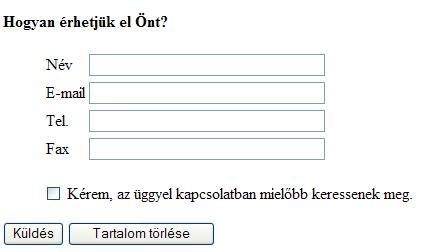 Hogyan érhetjük el Önt?
Név
E-mail
Tel.
Fax
Kérem, az üggyel kapcsolatban mielőbb keressenek meg.
Küldés Tartalom törlése